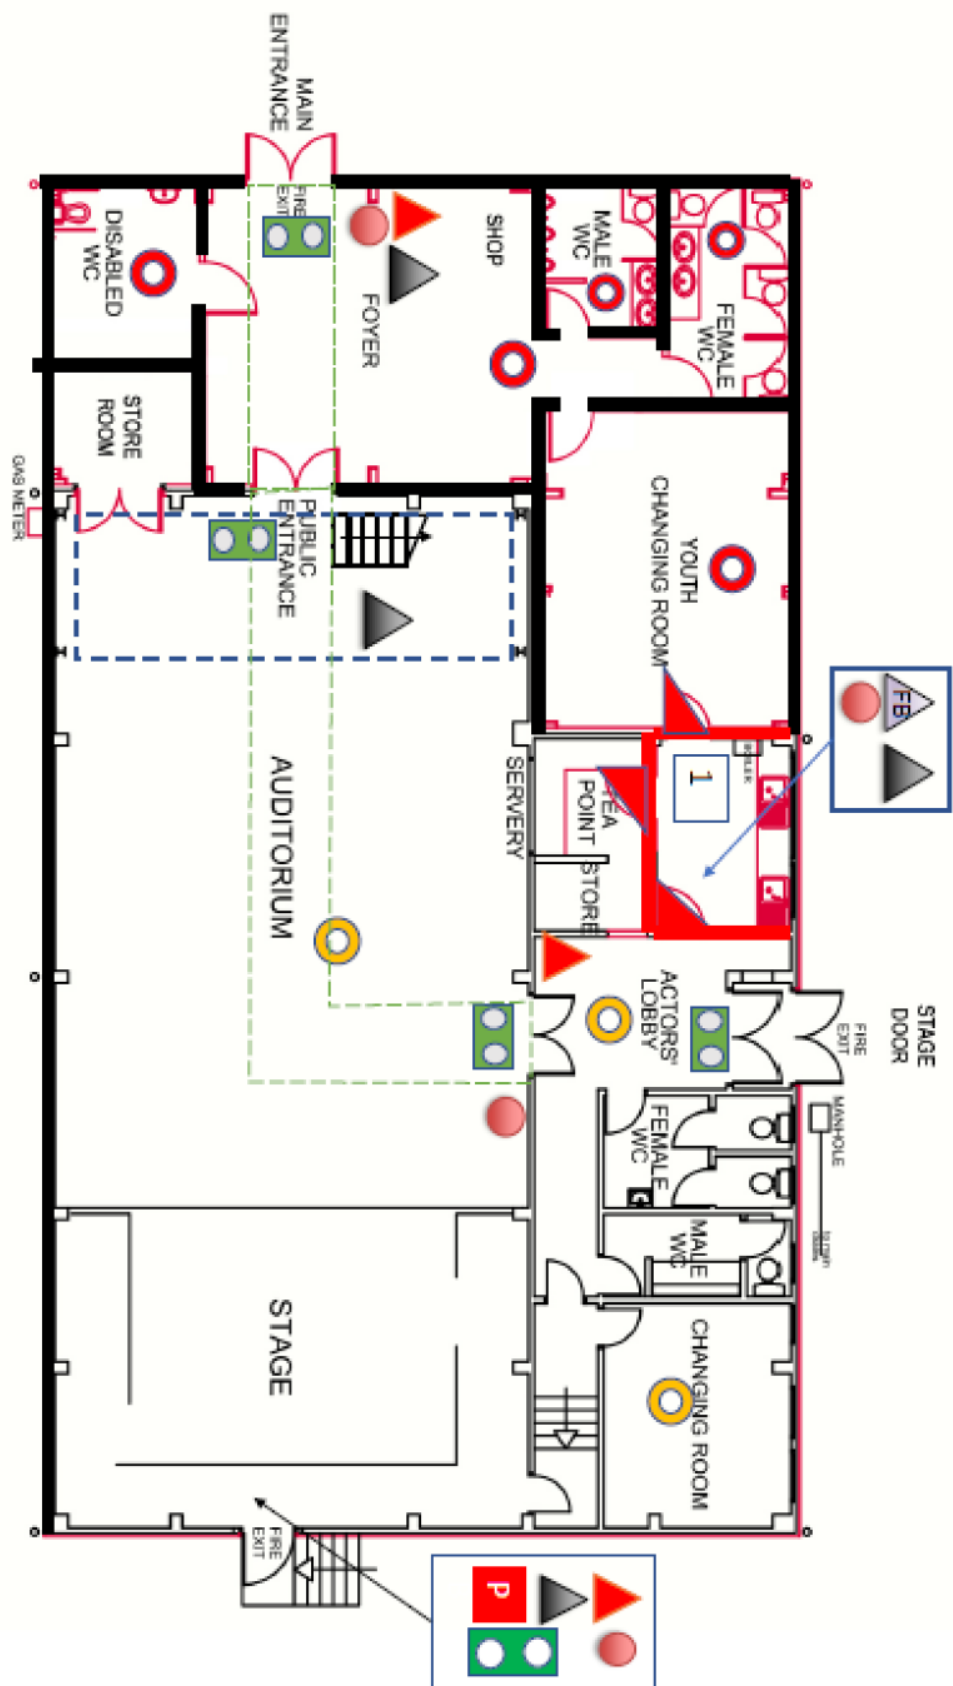 MAIN
ENTRANCE
FIRE
EXIT
DISABLED
WC
SHOP
MALE
WC
FEMALE
WC
FOYER
STORE
ROOM
GAS METER
PUBLIC
ENTRANCE
YOUTH
CHANGING ROOM
FB
BOILER
1
TEA
POINT
SERVERY
STORE
AUDITORIUM
ACTORS'
LOBBY
FIRE
EXIT
STAGE
DOOR
MANHOLE
FEMALE
WC
MALE
WC
STAGE
CHANGING ROOM
FIRE
EXIT
P